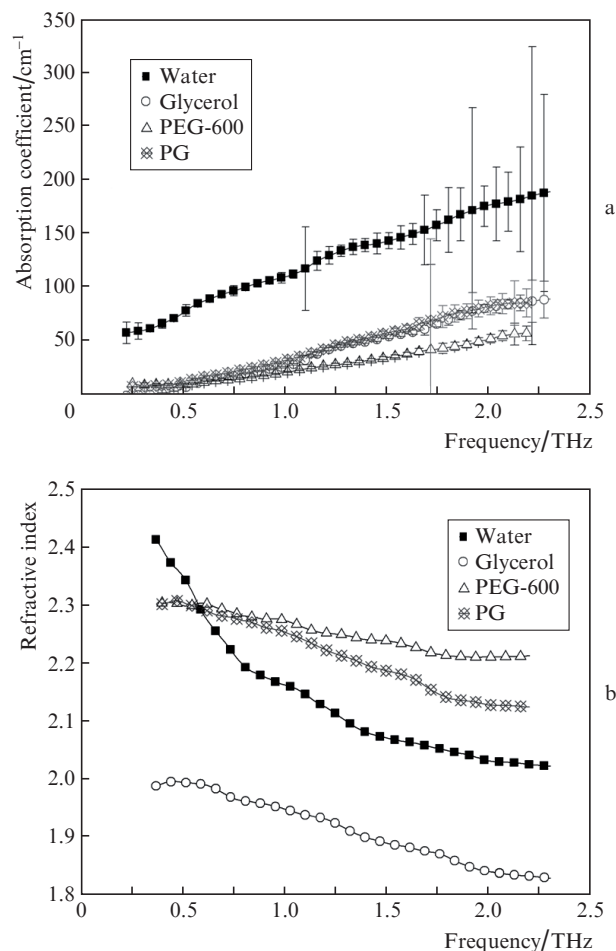 Absorption coefficient/cm⁻¹
350
300
250
200
150
100
50
0
0.5
1.0
1.5
2.0
2.5
Frequency/THz
Water
Glycerol
PEG-600
PG
a
Refractive index
2.5
2.4
2.3
2.2
2.1
2.0
1.9
1.8
0
0.5
1.0
1.5
2.0
2.5
Frequency/THz
Water
Glycerol
PEG-600
PG
b